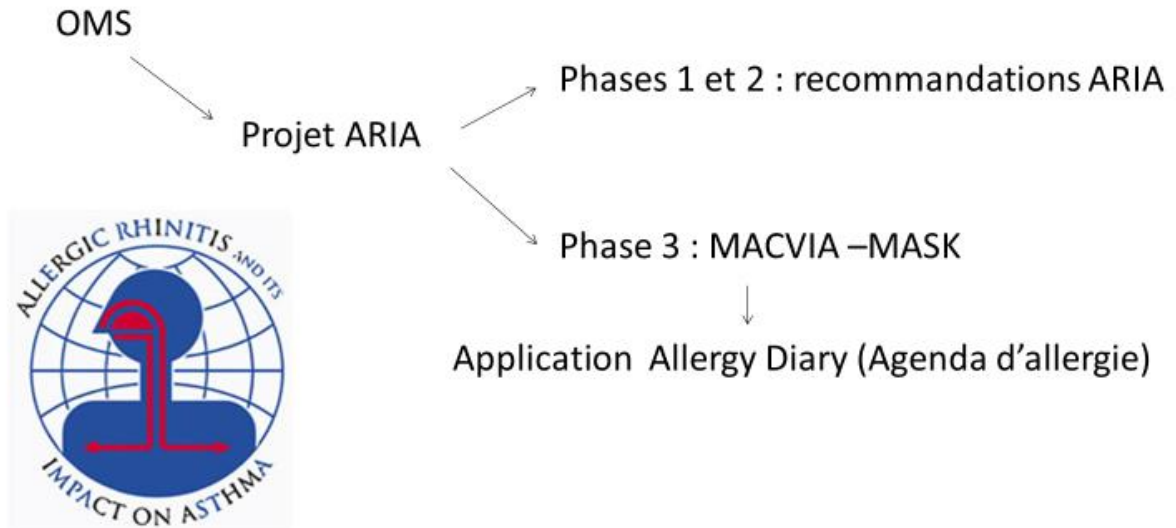 OMS
Phases 1 et 2 : recommandations ARIA
Projet ARIA
Phase 3 : MACVIA –MASK
Application  Allergy Diary (Agenda d’allergie)
ALLERGIC RHINITIS AND ITS
IMPACT ON ASTHMA